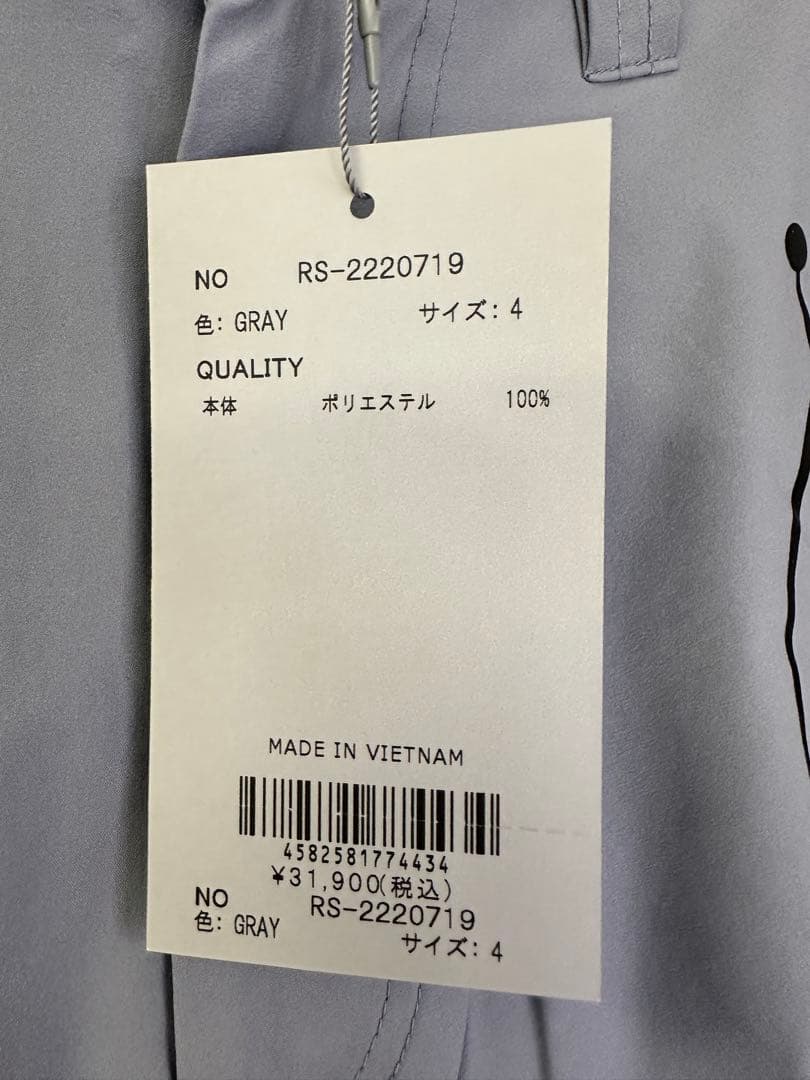 NO RS-2220719
色: GRAY サイズ: 4
QUALITY
本体 ポリエステル 100%
MADE IN VIETNAM
4582581774434
¥31,900(税込)
NO RS-2220719
色: GRAY サイズ: 4